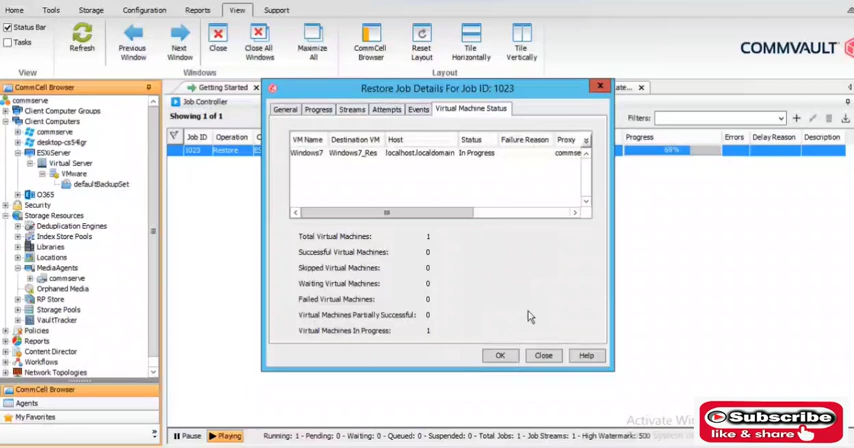 Home Tools Storage Configuration Reports View Support
Status Bar
Tasks
Refresh
Previous Window
Next Window
Close
Close All Windows
Maximize All
CommCell Browser
Reset Layout
Tile Horizontally
Tile Vertically
View Windows Layout
COMMVAULT
CommCell Browser
Getting Started
Restore Job Details For Job ID: 1023
commserve
Client Computer Groups
Client Computers
commserve
desktop-cs54lgr
ESXiServer
Virtual Server
VMware
defaultBackupSet
O365
Security
Storage Resources
Deduplication Engines
Index Store Pools
Libraries
Locations
MediaAgents
commserve
Orphaned Media
RP Store
Storage Pools
VaultTracker
Policies
Reports
Content Director
Workflows
Network Topologies
CommCell Browser
Agents
My Favorites
Job Controller
Showing 1 of 1
Filters:
Job ID Operation
Progress Errors Delay Reason Description
1023 Restore
68%
General Progress Streams Attempts Events Virtual Machine Status
VM Name Destination VM Host Status Failure Reason Proxy
Windows7 Windows7_Res localhost.localdomain In Progress commse
Total Virtual Machines: 1
Successful Virtual Machines: 0
Skipped Virtual Machines: 0
Waiting Virtual Machines: 0
Failed Virtual Machines: 0
Virtual Machines Partially Successful: 0
Virtual Machines In Progress: 1
OK Close Help
Activate Wi
Subscribe
like & share
Pause Playing Running: 1 - Pending: 0 - Waiting: 0 - Queued: 0 - Suspended: 0 - Total Jobs: 1 - Job Streams: 1 - High Watermark: 500